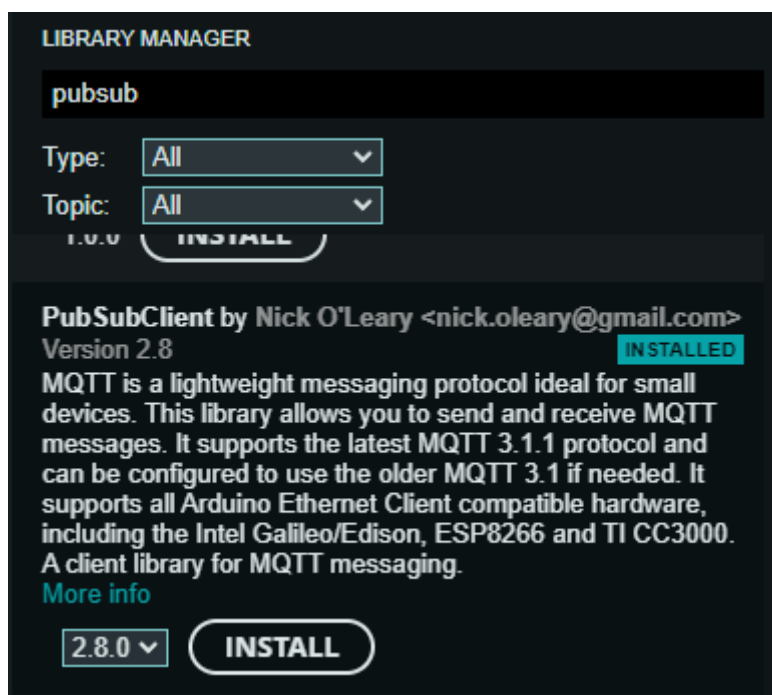 LIBRARY MANAGER
pubsub
Type: All
Topic: All
1.0.0 INSTALL
PubSubClient by Nick O'Leary <nick.oleary@gmail.com>
Version 2.8 INSTALLED
MQTT is a lightweight messaging protocol ideal for small
devices. This library allows you to send and receive MQTT
messages. It supports the latest MQTT 3.1.1 protocol and
can be configured to use the older MQTT 3.1 if needed. It
supports all Arduino Ethernet Client compatible hardware,
including the Intel Galileo/Edison, ESP8266 and TI CC3000.
A client library for MQTT messaging.
More info
2.8.0 INSTALL